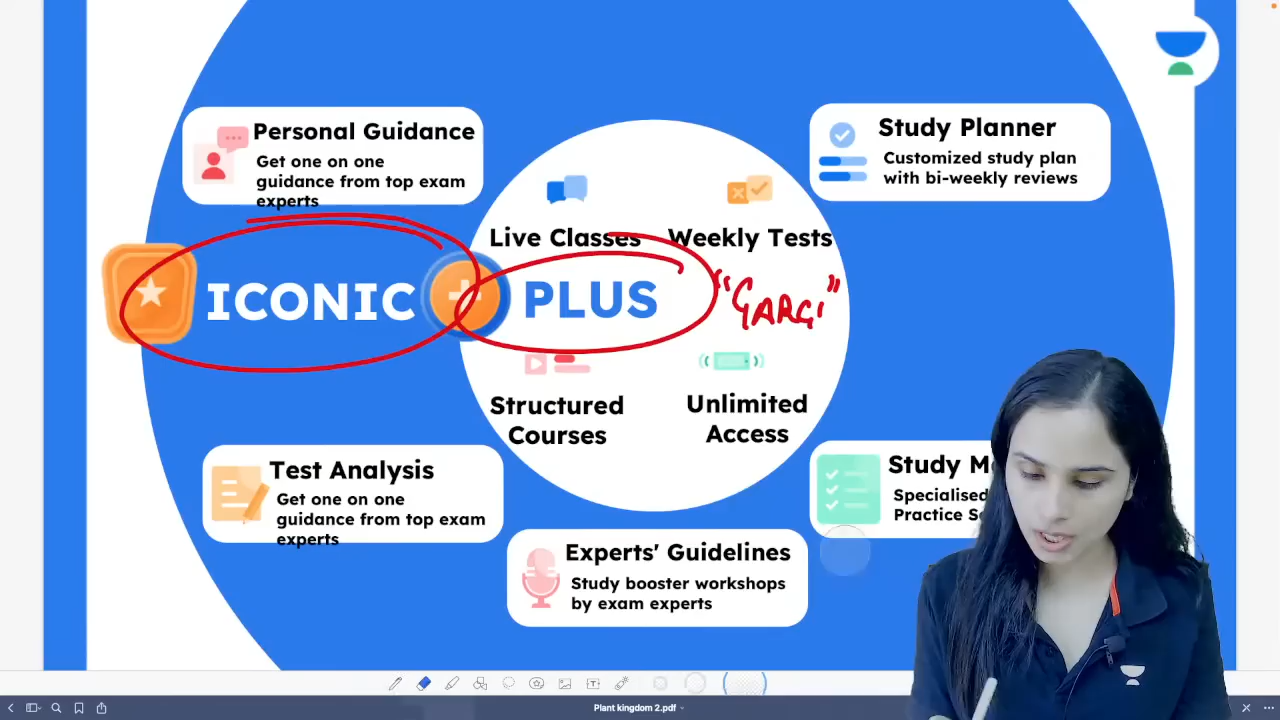 Personal Guidance
Get one on one
guidance from top exam
experts
Study Planner
Customized study plan
with bi-weekly reviews
Live Classes
Weekly Tests
ICONIC
PLUS
"GARGI"
Structured
Courses
Unlimited
Access
Test Analysis
Get one on one
guidance from top exam
experts
Study M
Specialised
Practice S
Experts' Guidelines
Study booster workshops
by exam experts
Plant kingdom 2.pdf